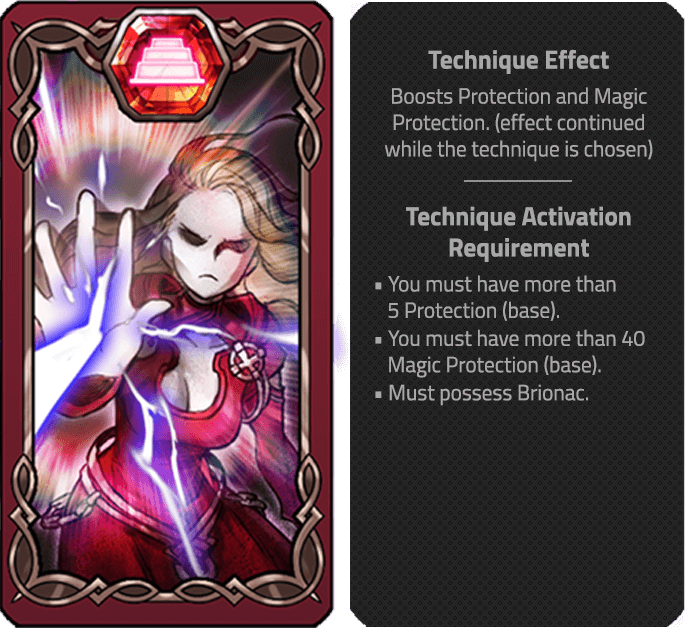 Technique Effect
Boosts Protection and Magic
Protection. (effect continued
while the technique is chosen)
Technique Activation
Requirement
▪ You must have more than
5 Protection (base).
▪ You must have more than 40
Magic Protection (base).
▪ Must possess Brionac.